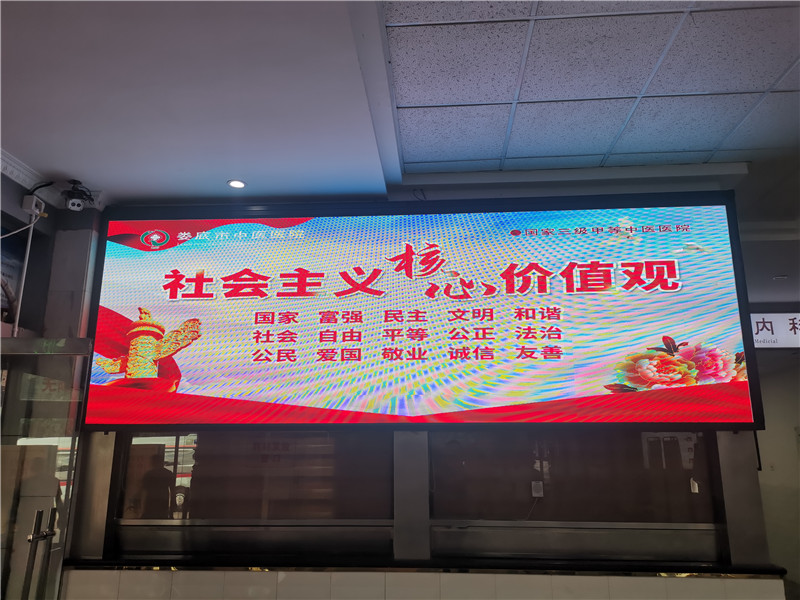 娄底市中医医院
国家三级甲等中医医院
社会主义核心价值观
国家 富强 民主 文明 和谐
社会 自由 平等 公正 法治
公民 爱国 敬业 诚信 友善
内科
Medicial